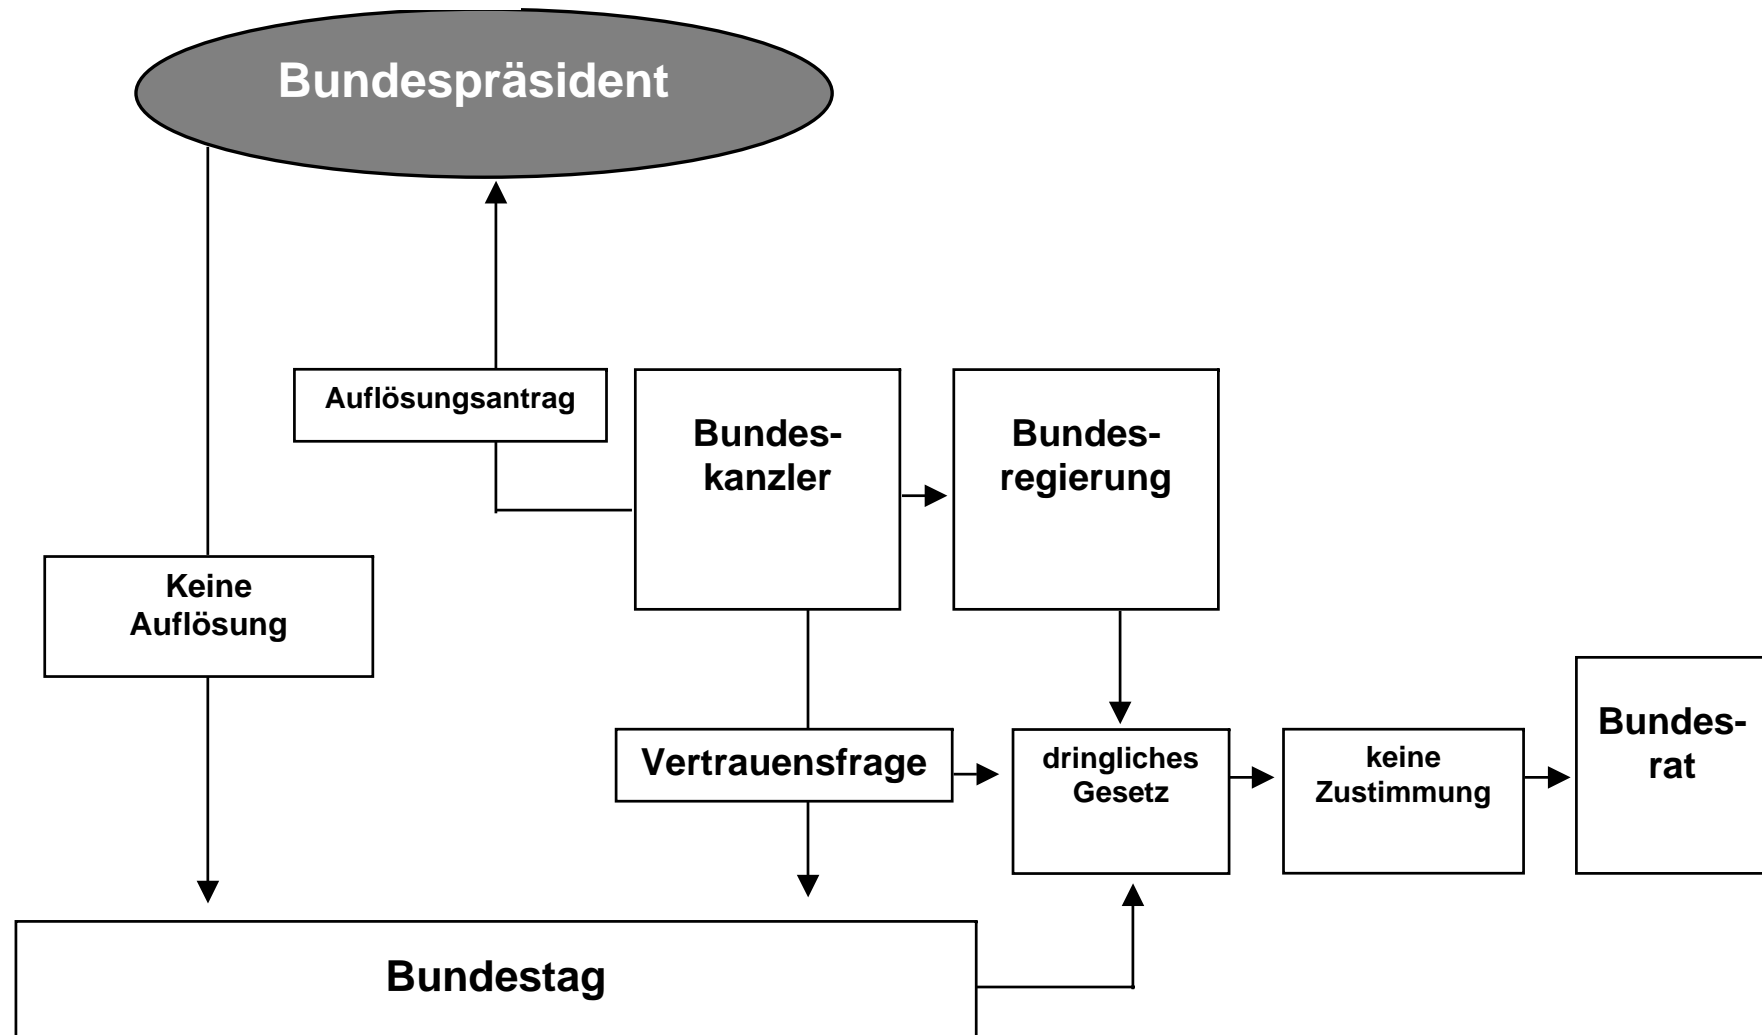 Bundespräsident
Auflösungsantrag
Bundes-
kanzler
Bundes-
regierung
Keine
Auflösung
Vertrauensfrage
dringliches
Gesetz
keine
Zustimmung
Bundes-
rat
Bundestag